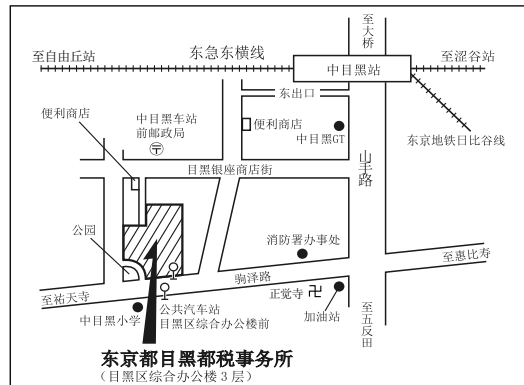 至大桥
至自由丘站
东急东横线
中目黑站
至涩谷站
东出口
便利商店
中目黑车站
前邮政局
便利商店
中目黑GT
东京地铁日比谷线
山手路
目黑银座商店街
公园
消防署办事处
至惠比寿
驹泽路
至祐天寺
公共汽车站
目黑区综合办公楼前
正觉寺
加油站
至五反田
中目黑小学
东京都目黑都税事务所
(目黑区综合办公楼3层)